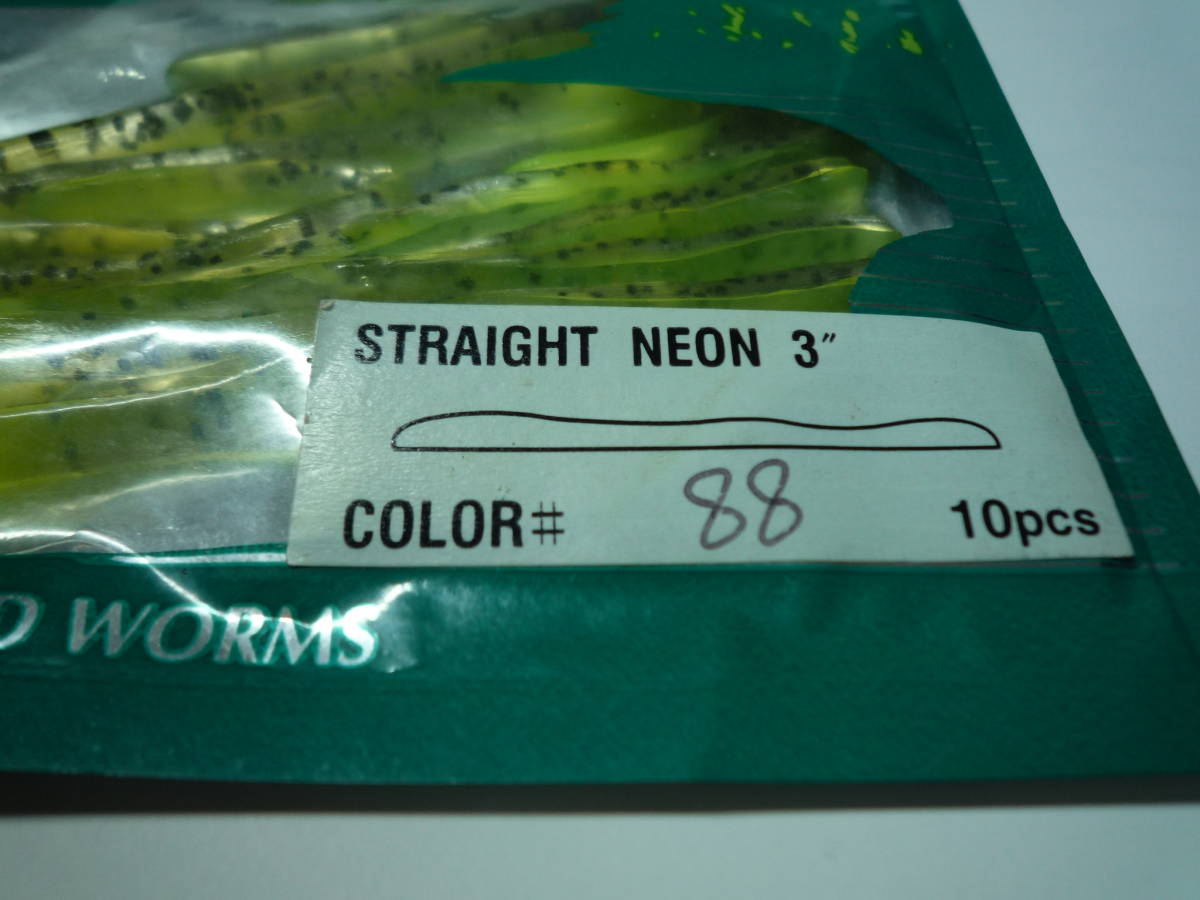 STRAIGHT NEON 3″
COLOR# 88 10pcs
D WORMS